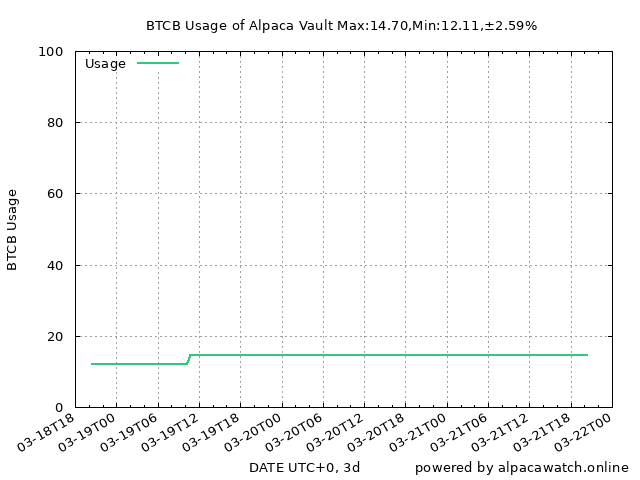 BTCB Usage of Alpaca Vault Max:14.70,Min:12.11,±2.59%
Usage
100
80
60
40
20
0
BTCB Usage
03-18T18
03-19T00
03-19T06
03-19T12
03-19T18
03-20T00
03-20T06
03-20T12
03-20T18
03-21T00
03-21T06
03-21T12
03-21T18
03-22T00
DATE UTC+0, 3d
powered by alpacawatch.online